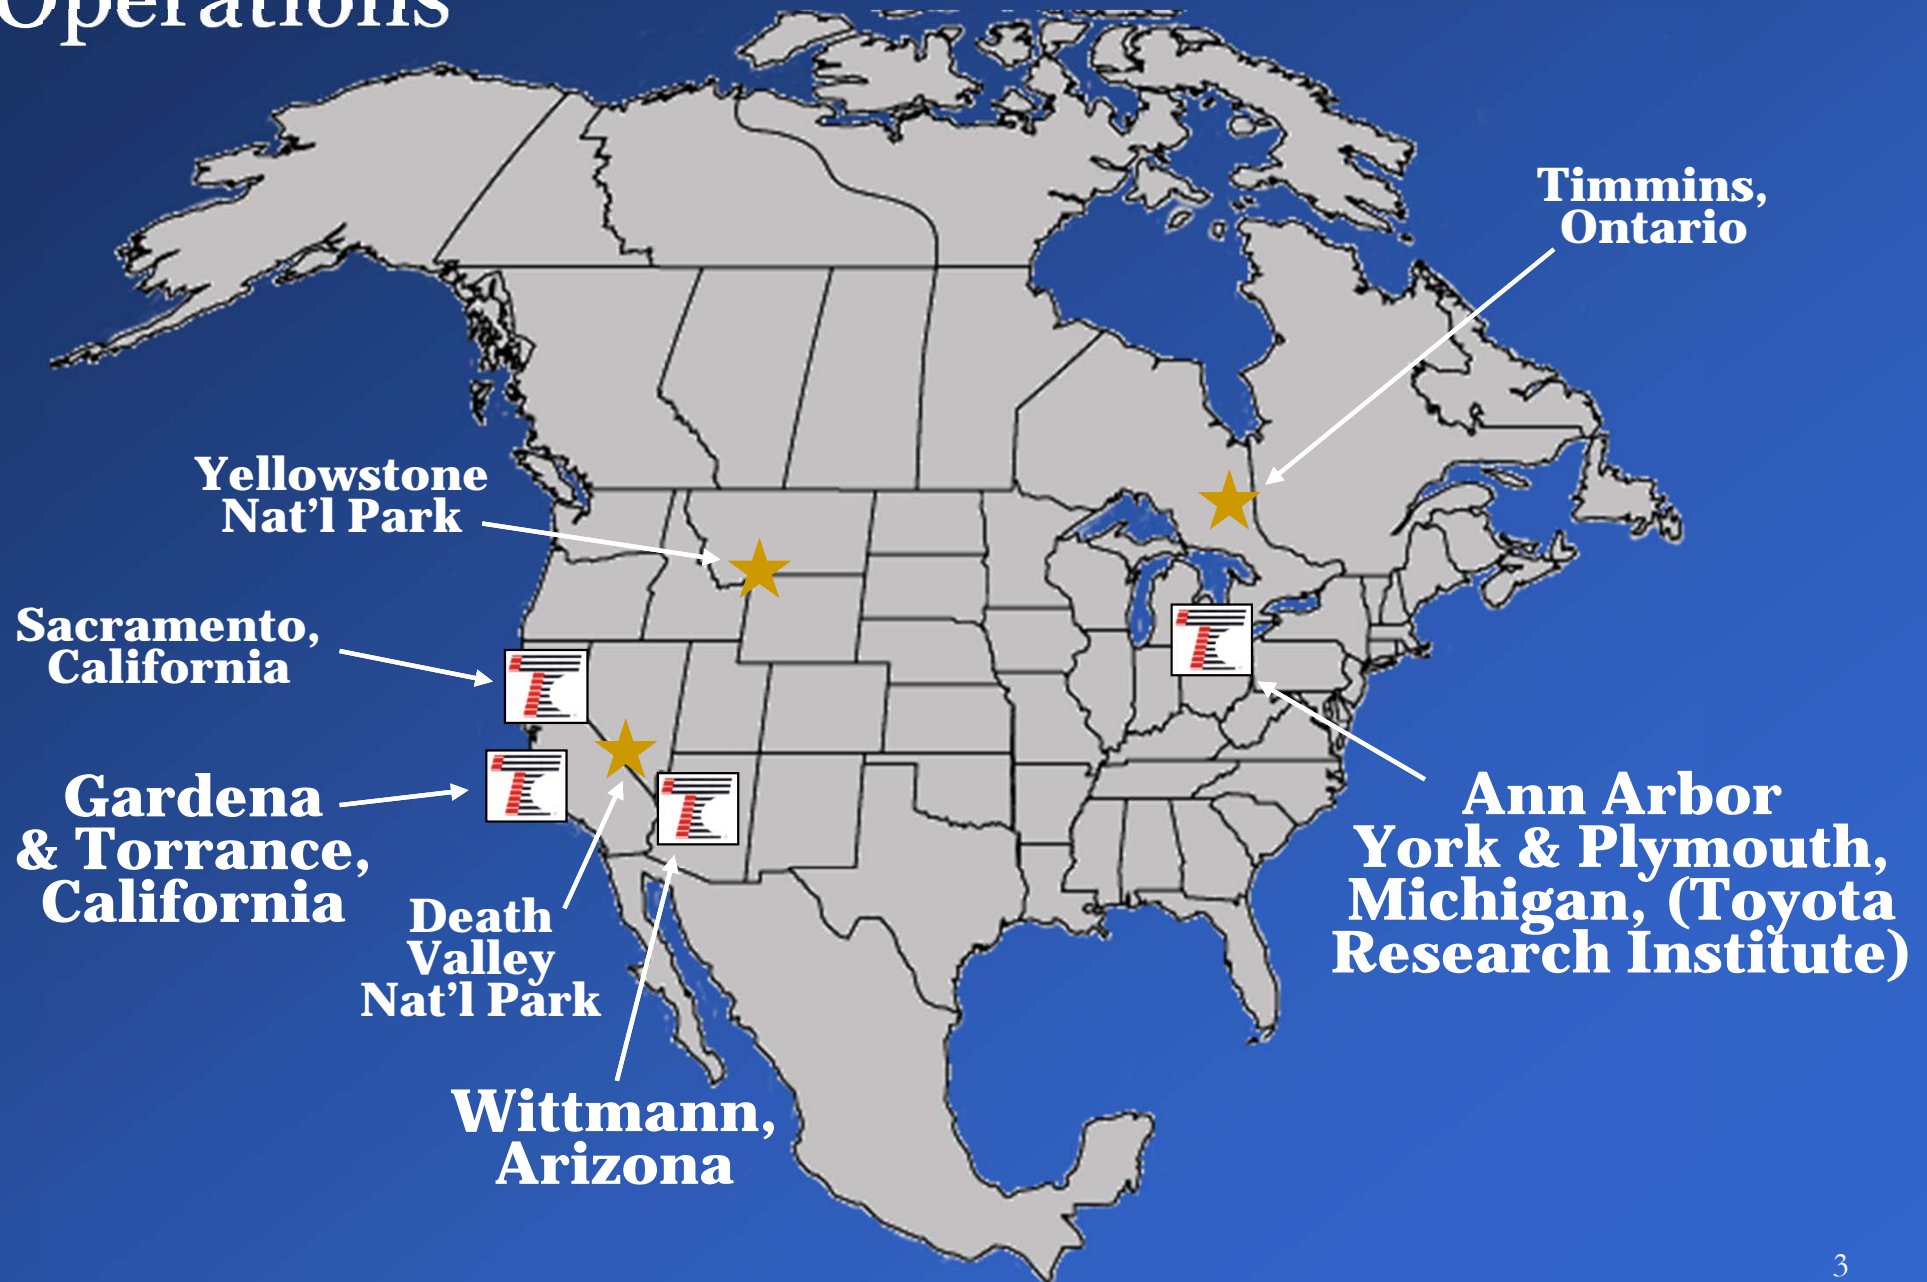 Operations
Timmins,
Ontario
Yellowstone
Nat’l Park
Sacramento,
California
Gardena
& Torrance,
California
Death
Valley
Nat’l Park
Wittmann,
Arizona
Ann Arbor
York & Plymouth,
Michigan, (Toyota
Research Institute)
3